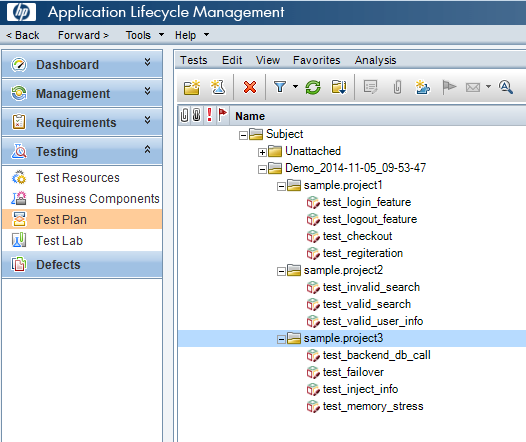 hp Application Lifecycle Management
< Back Forward > Tools Help
Dashboard
Management
Requirements
Testing
Test Resources
Business Components
Test Plan
Test Lab
Defects
Tests Edit View Favorites Analysis
Name
Subject
Unattached
Demo_2014-11-05_09-53-47
sample.project1
test_login_feature
test_logout_feature
test_checkout
test_regiteration
sample.project2
test_invalid_search
test_valid_search
test_valid_user_info
sample.project3
test_backend_db_call
test_failover
test_inject_info
test_memory_stress